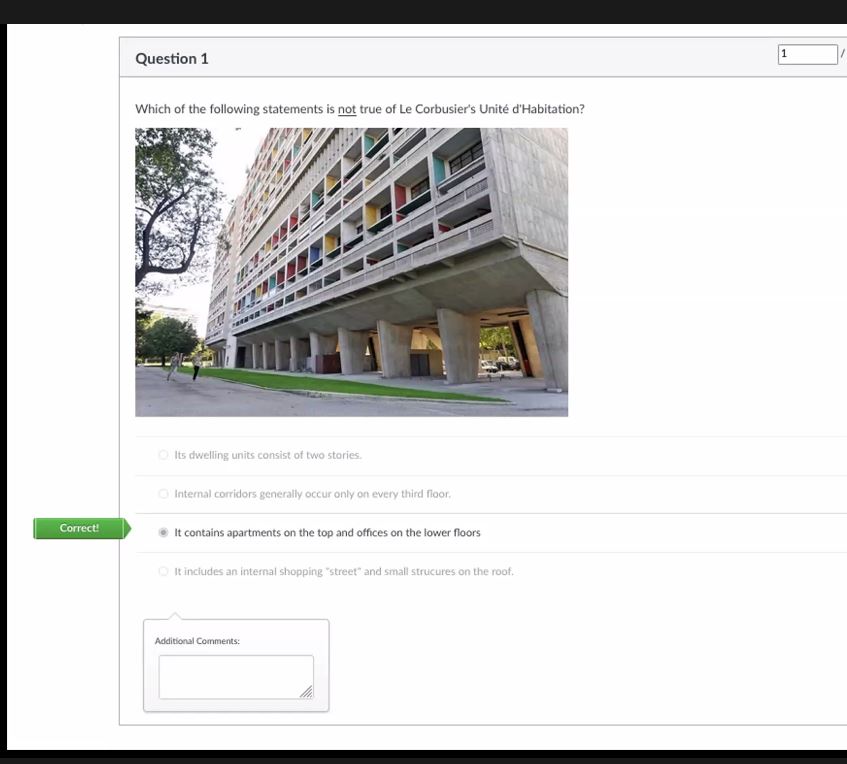 Question 1
1 /
Which of the following statements is not true of Le Corbusier's Unité d'Habitation?
Its dwelling units consist of two stories.
Internal corridors generally occur only on every third floor.
Correct!
It contains apartments on the top and offices on the lower floors
It includes an internal shopping "street" and small strucures on the roof.
Additional Comments: